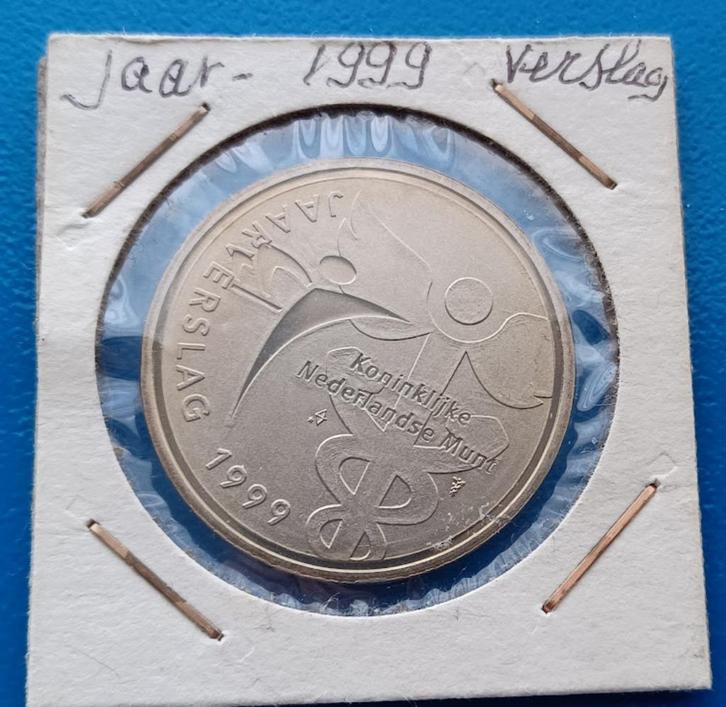 Jaar- 1999 Verslag
JAARVERSLAG 1999
Koninklijke
Nederlandse Munt